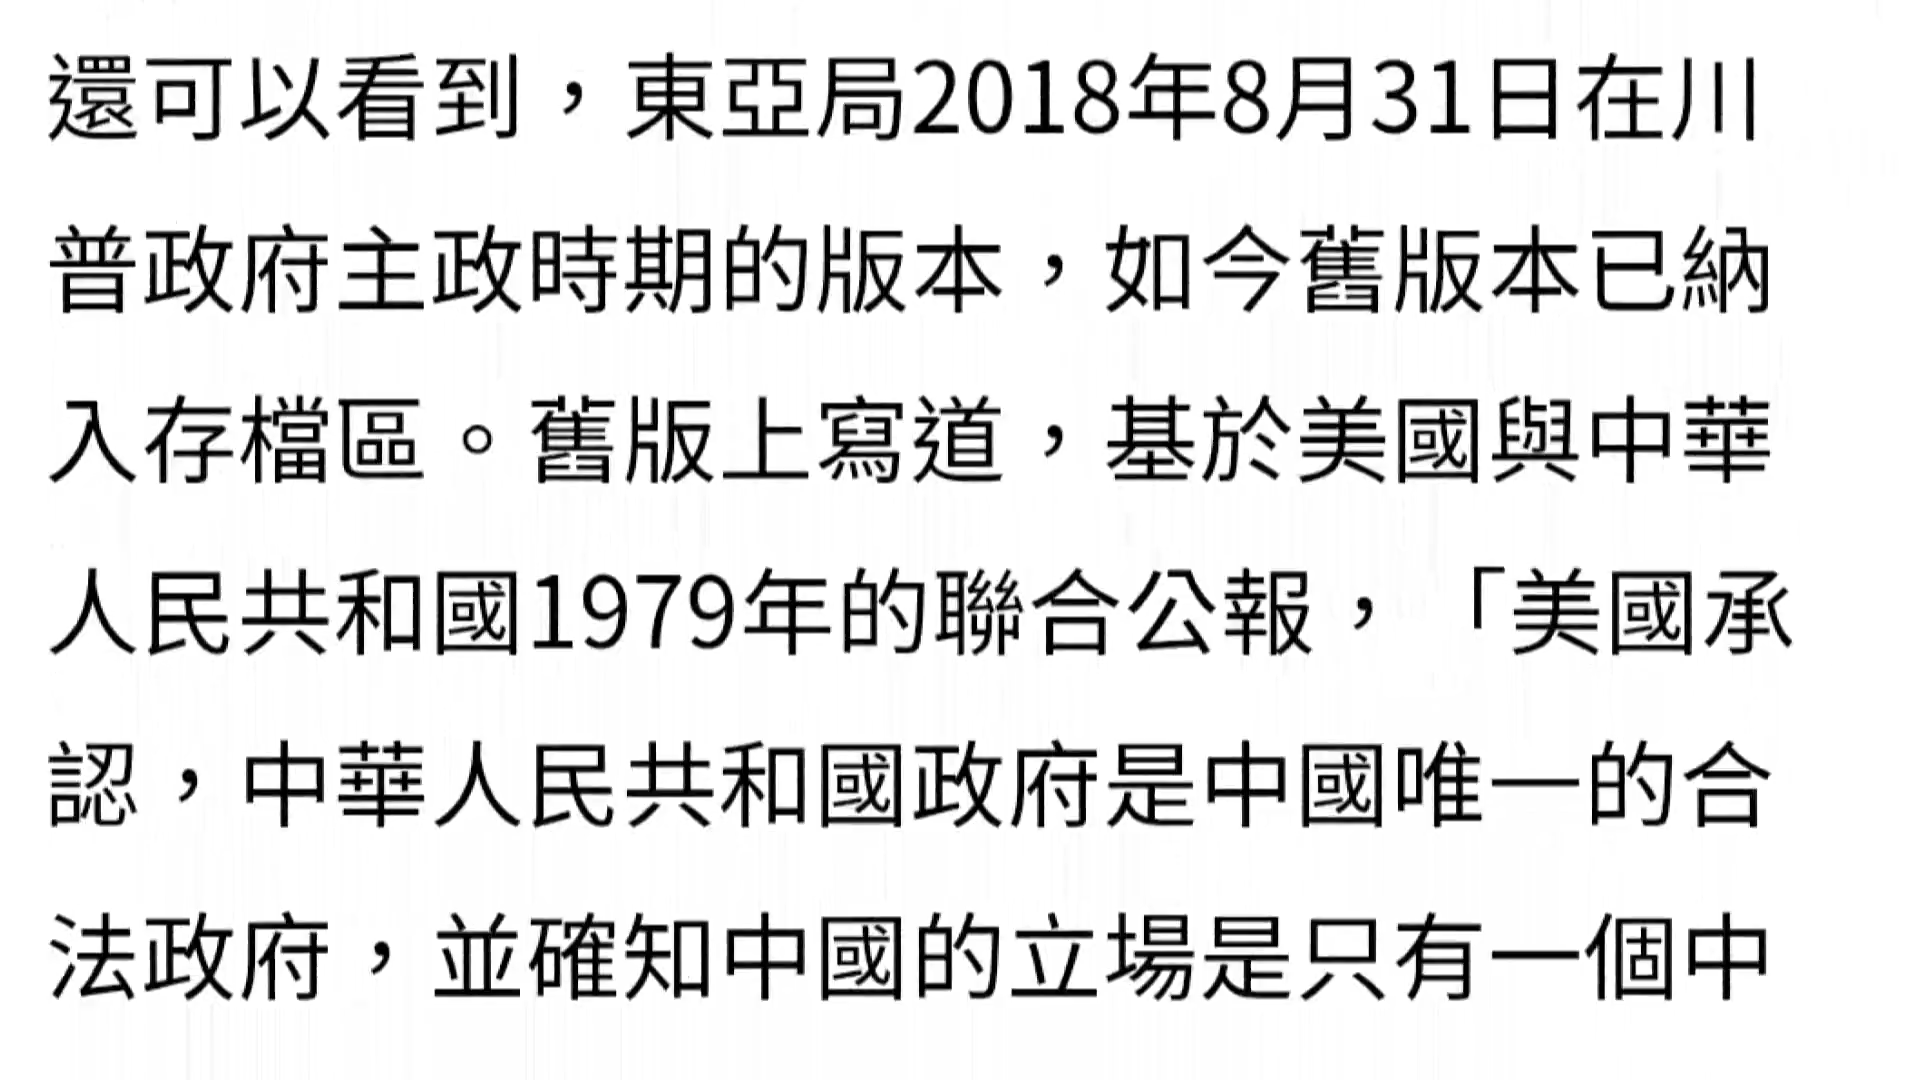 還可以看到，東亞局2018年8月31日在川
普政府主政時期的版本，如今舊版本已納
入存檔區。舊版上寫道，基於美國與中華
人民共和國1979年的聯合公報，「美國承
認，中華人民共和國政府是中國唯一的合
法政府，並確知中國的立場是只有一個中